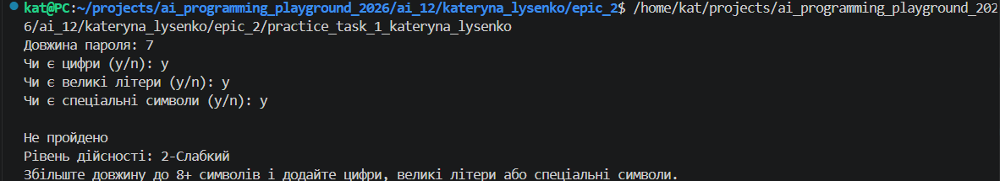 kat@PC:~/projects/ai_programming_playground_2026/ai_12/kateryna_lysenko/epic_2$ /home/kat/projects/ai_programming_playground_202
6/ai_12/kateryna_lysenko/epic_2/practice_task_1_kateryna_lysenko
Довжина пароля: 7
Чи є цифри (y/n): y
Чи є великі літери (y/n): y
Чи є спеціальні символи (y/n): y
Не пройдено
Рівень дійсності: 2-Слабкий
Збільште довжину до 8+ символів і додайте цифри, великі літери або спеціальні символи.